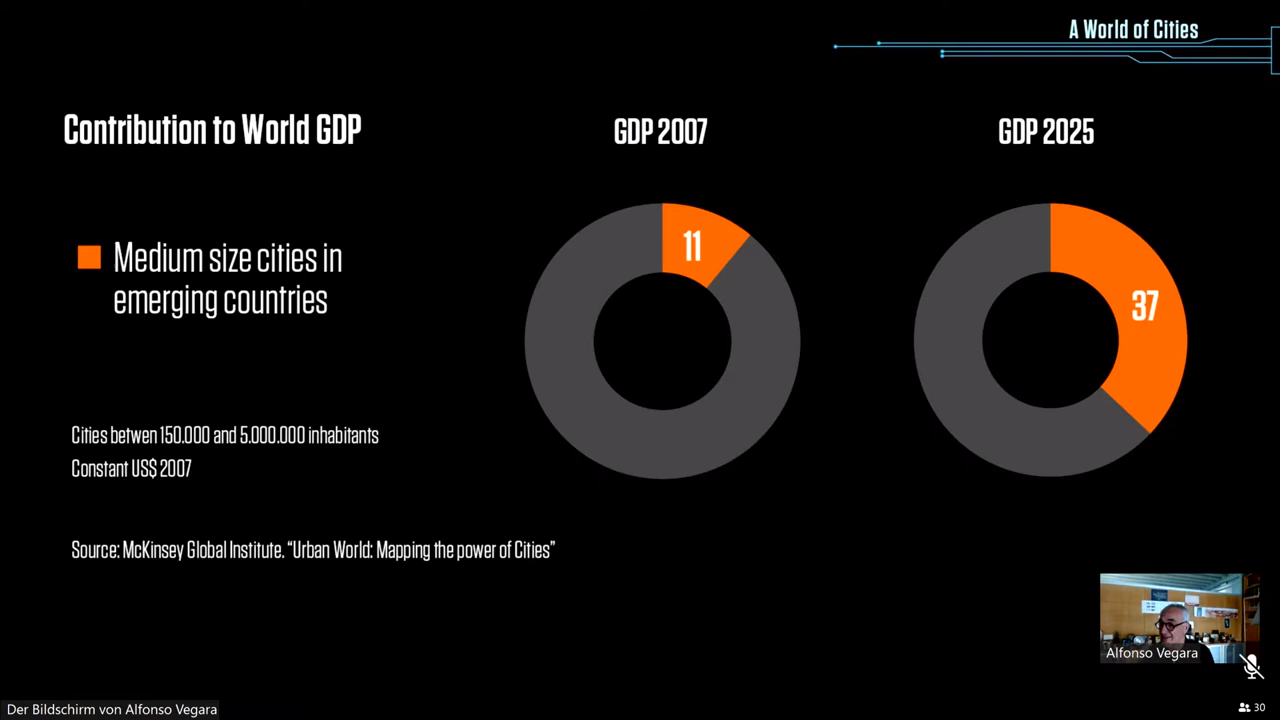 A World of Cities
Contribution to World GDP
GDP 2007
GDP 2025
Medium size cities in
emerging countries
11
37
Cities betwen 150.000 and 5.000.000 inhabitants
Constant US$ 2007
Source: McKinsey Global Institute. “Urban World: Mapping the power of Cities”
Alfonso Vegara
Der Bildschirm von Alfonso Vegara
30